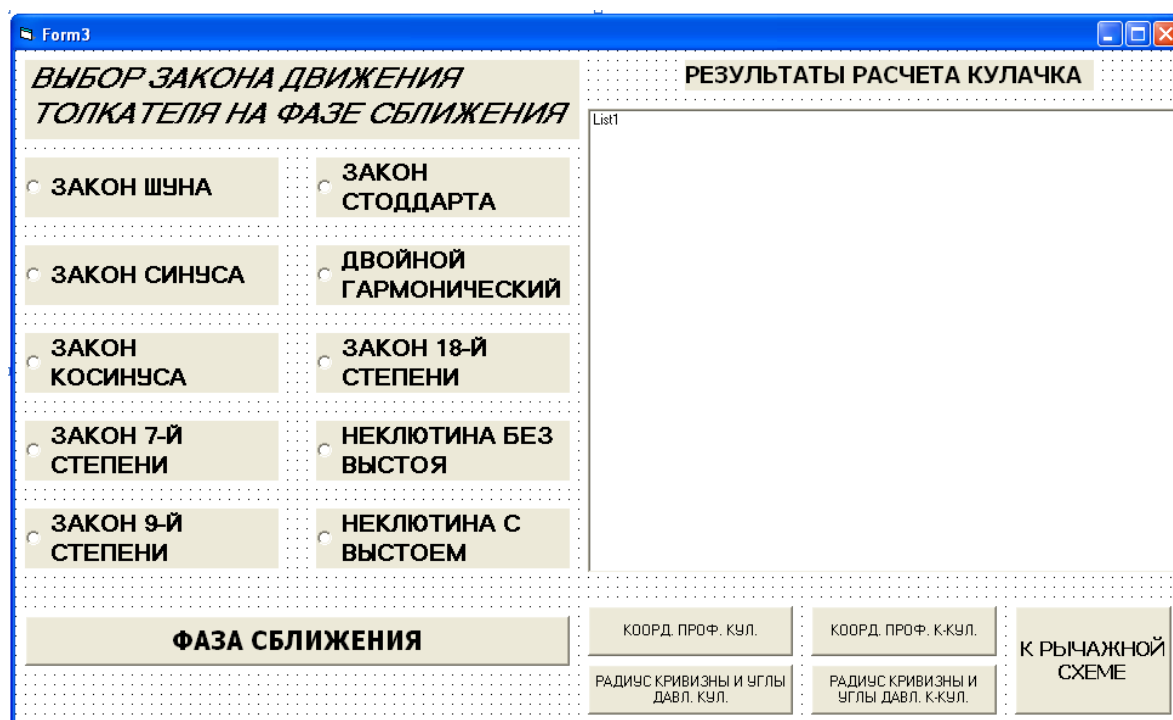 Form3
ВЫБОР ЗАКОНА ДВИЖЕНИЯ
ТОЛКАТЕЛЯ НА ФАЗЕ СБЛИЖЕНИЯ
ЗАКОН ШУНА
ЗАКОН
СТОДДАРТА
ЗАКОН СИНУСА
ДВОЙНОЙ
ГАРМОНИЧЕСКИЙ
ЗАКОН
КОСИНУСА
ЗАКОН 18-Й
СТЕПЕНИ
ЗАКОН 7-Й
СТЕПЕНИ
НЕКЛЮТИНА БЕЗ
ВЫСТОЯ
ЗАКОН 9-Й
СТЕПЕНИ
НЕКЛЮТИНА С
ВЫСТОЕМ
ФАЗА СБЛИЖЕНИЯ
РЕЗУЛЬТАТЫ РАСЧЕТА КУЛАЧКА
List1
КООРД. ПРОФ. КУЛ.
КООРД. ПРОФ. К-КУЛ.
РАДИУС КРИВИЗНЫ И УГЛЫ
ДАВЛ. КУЛ.
РАДИУС КРИВИЗНЫ И
УГЛЫ ДАВЛ. К-КУЛ.
К РЫЧАЖНОЙ
СХЕМЕ